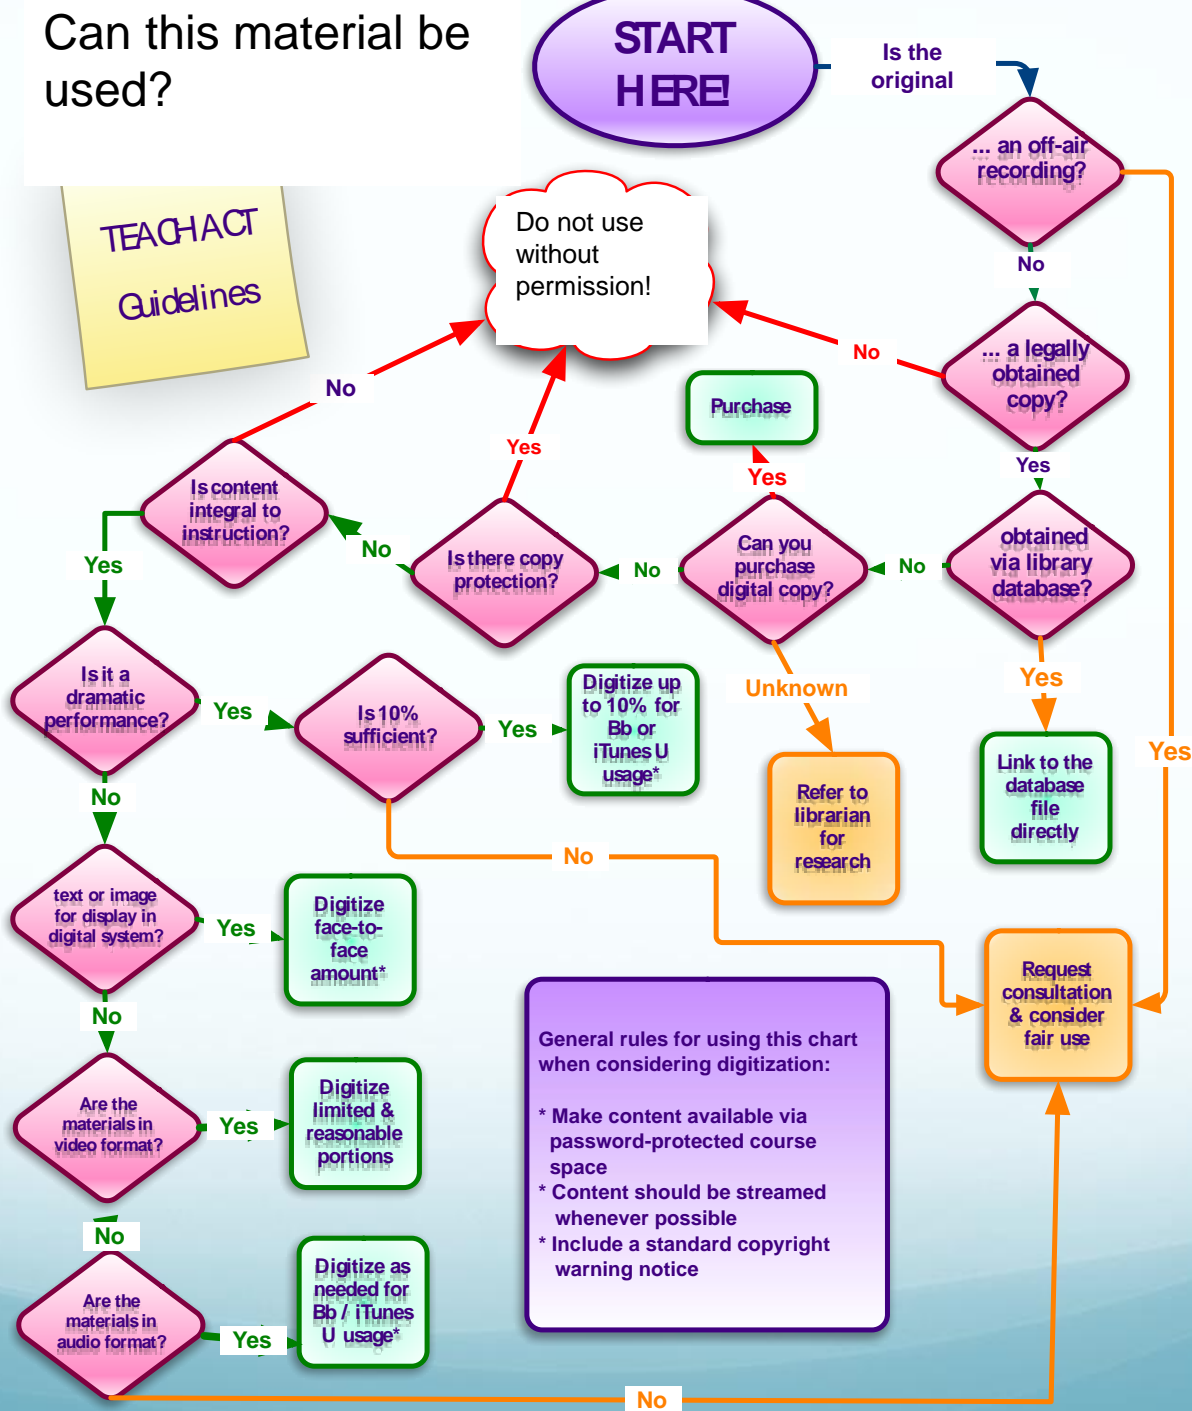 Can this material be
used?
START
HERE!
Is the
original
... an off-air
recording?
TEACH ACT
Guidelines
Do not use
without
permission!
No
Yes
... a legally
obtained
copy?
No
Yes
obtained
via library
database?
No
Yes
Link to the
database
file
directly
Purchase
Yes
Can you
purchase
digital copy?
No
Unknown
Refer to
librarian
for
research
Yes
Is there copy
protection?
No
No
Is content
integral to
instruction?
Yes
Is it a
dramatic
performance?
Yes
Is 10%
sufficient?
Yes
Digitize up
to 10% for
Bb or
iTunes U
usage*
No
No
text or image
for display in
digital system?
Yes
Digitize
face-to-
face
amount*
No
Are the
materials in
video format?
Yes
Digitize
limited &
reasonable
portions
No
Are the
materials in
audio format?
Yes
Digitize as
needed for
Bb / iTunes
U usage*
No
Request
consultation
& consider
fair use
General rules for using this chart
when considering digitization:
* Make content available via
password-protected course
space
* Content should be streamed
whenever possible
* Include a standard copyright
warning notice